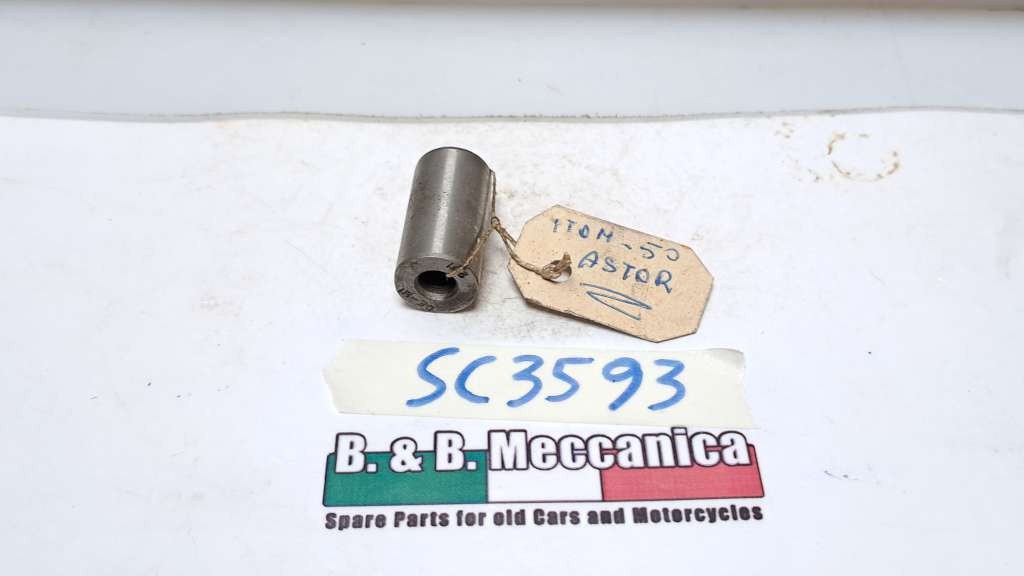 ITOM - 50
ASTOR
SC3593
B. & B. Meccanica
Spare Parts for old Cars and Motorcycles